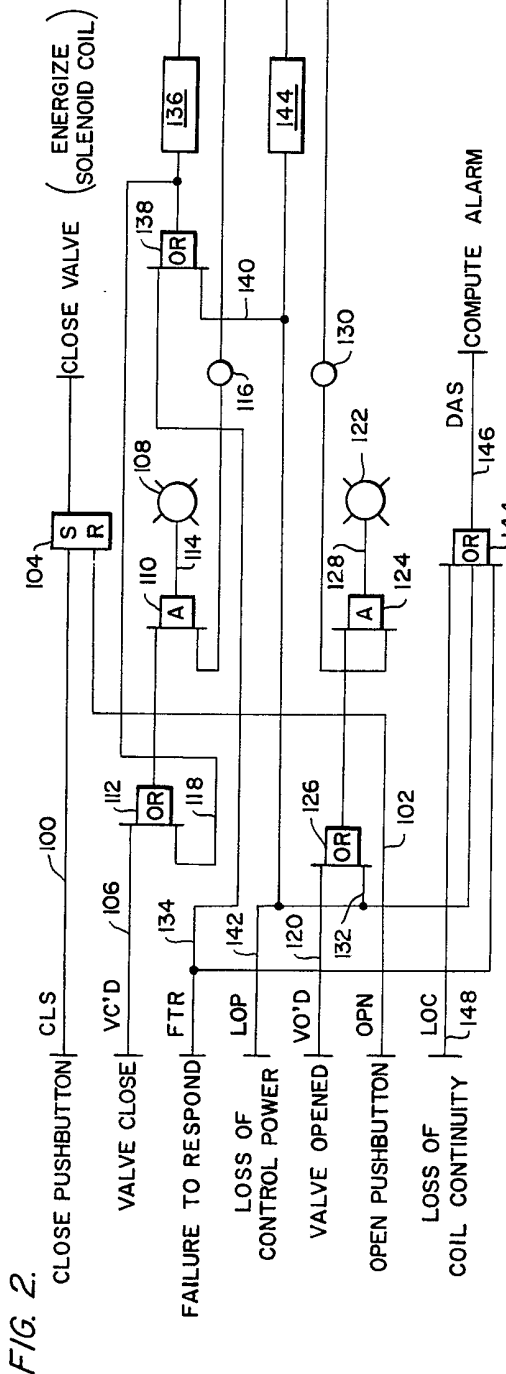 FIG. 2.
CLOSE PUSHBUTTON
CLS
100
104
S
R
CLOSE VALVE
(ENERGIZE
SOLENOID COIL)
VALVE CLOSE
VC'D
106
112
OR
118
110
A
114
108
116
FAILURE TO RESPOND
FTR
134
138
OR
136
140
LOSS OF
CONTROL POWER
LOP
142
144
VALVE OPENED
VO'D
120
132
126
OR
128
A
124
122
130
OPEN PUSHBUTTON
OPN
102
LOSS OF
COIL CONTINUITY
LOC
148
OR
DAS
146
COMPUTE ALARM